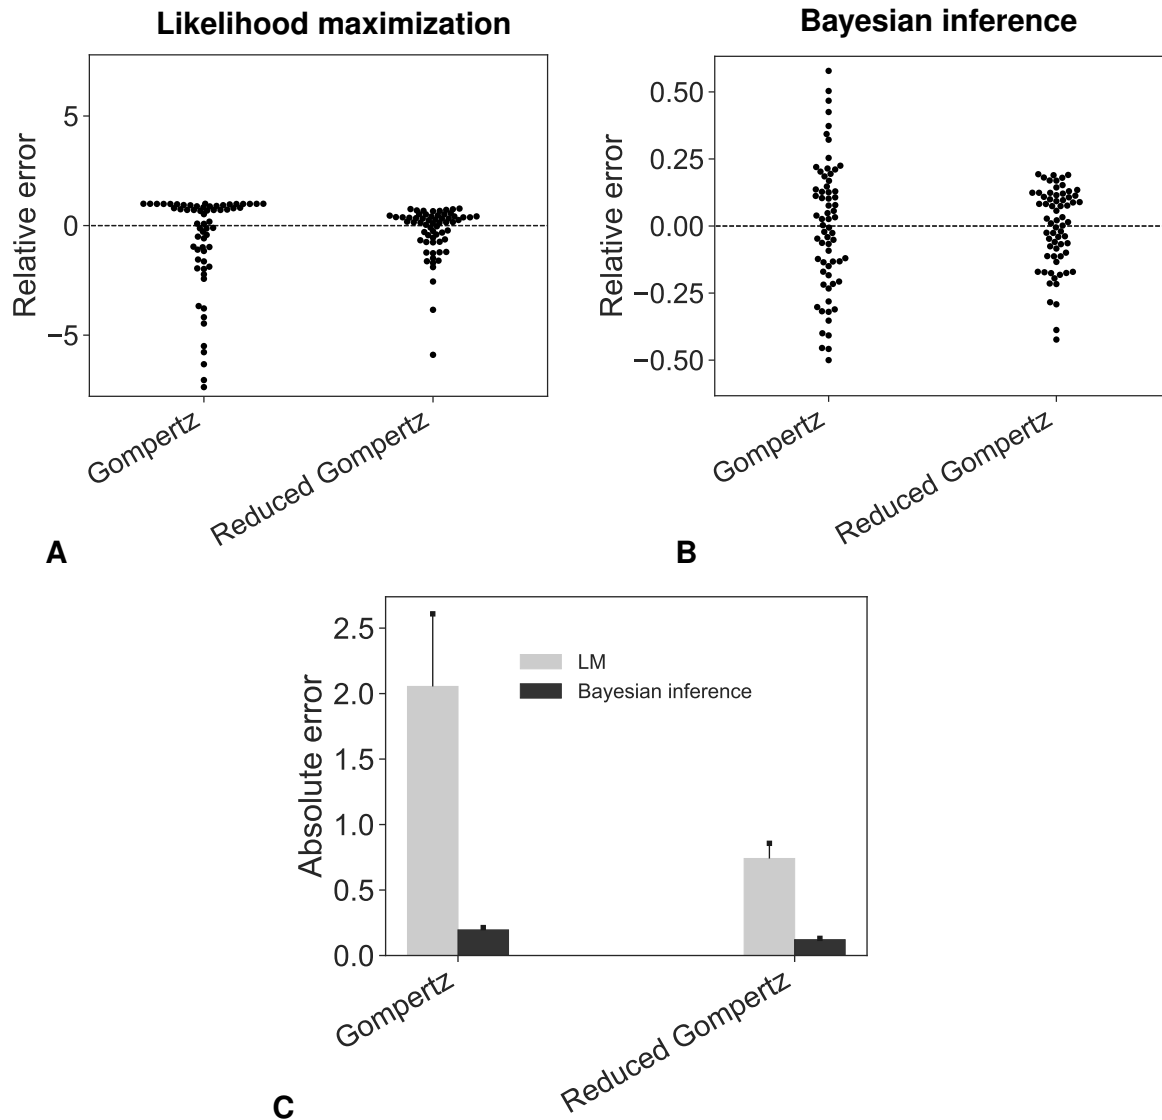 Likelihood maximization
Relative error
5
0
−5
Gompertz
Reduced Gompertz
A
Bayesian inference
Relative error
0.50
0.25
0.00
−0.25
−0.50
Gompertz
Reduced Gompertz
B
Absolute error
2.5
2.0
1.5
1.0
0.5
0.0
LM
Bayesian inference
Gompertz
Reduced Gompertz
C